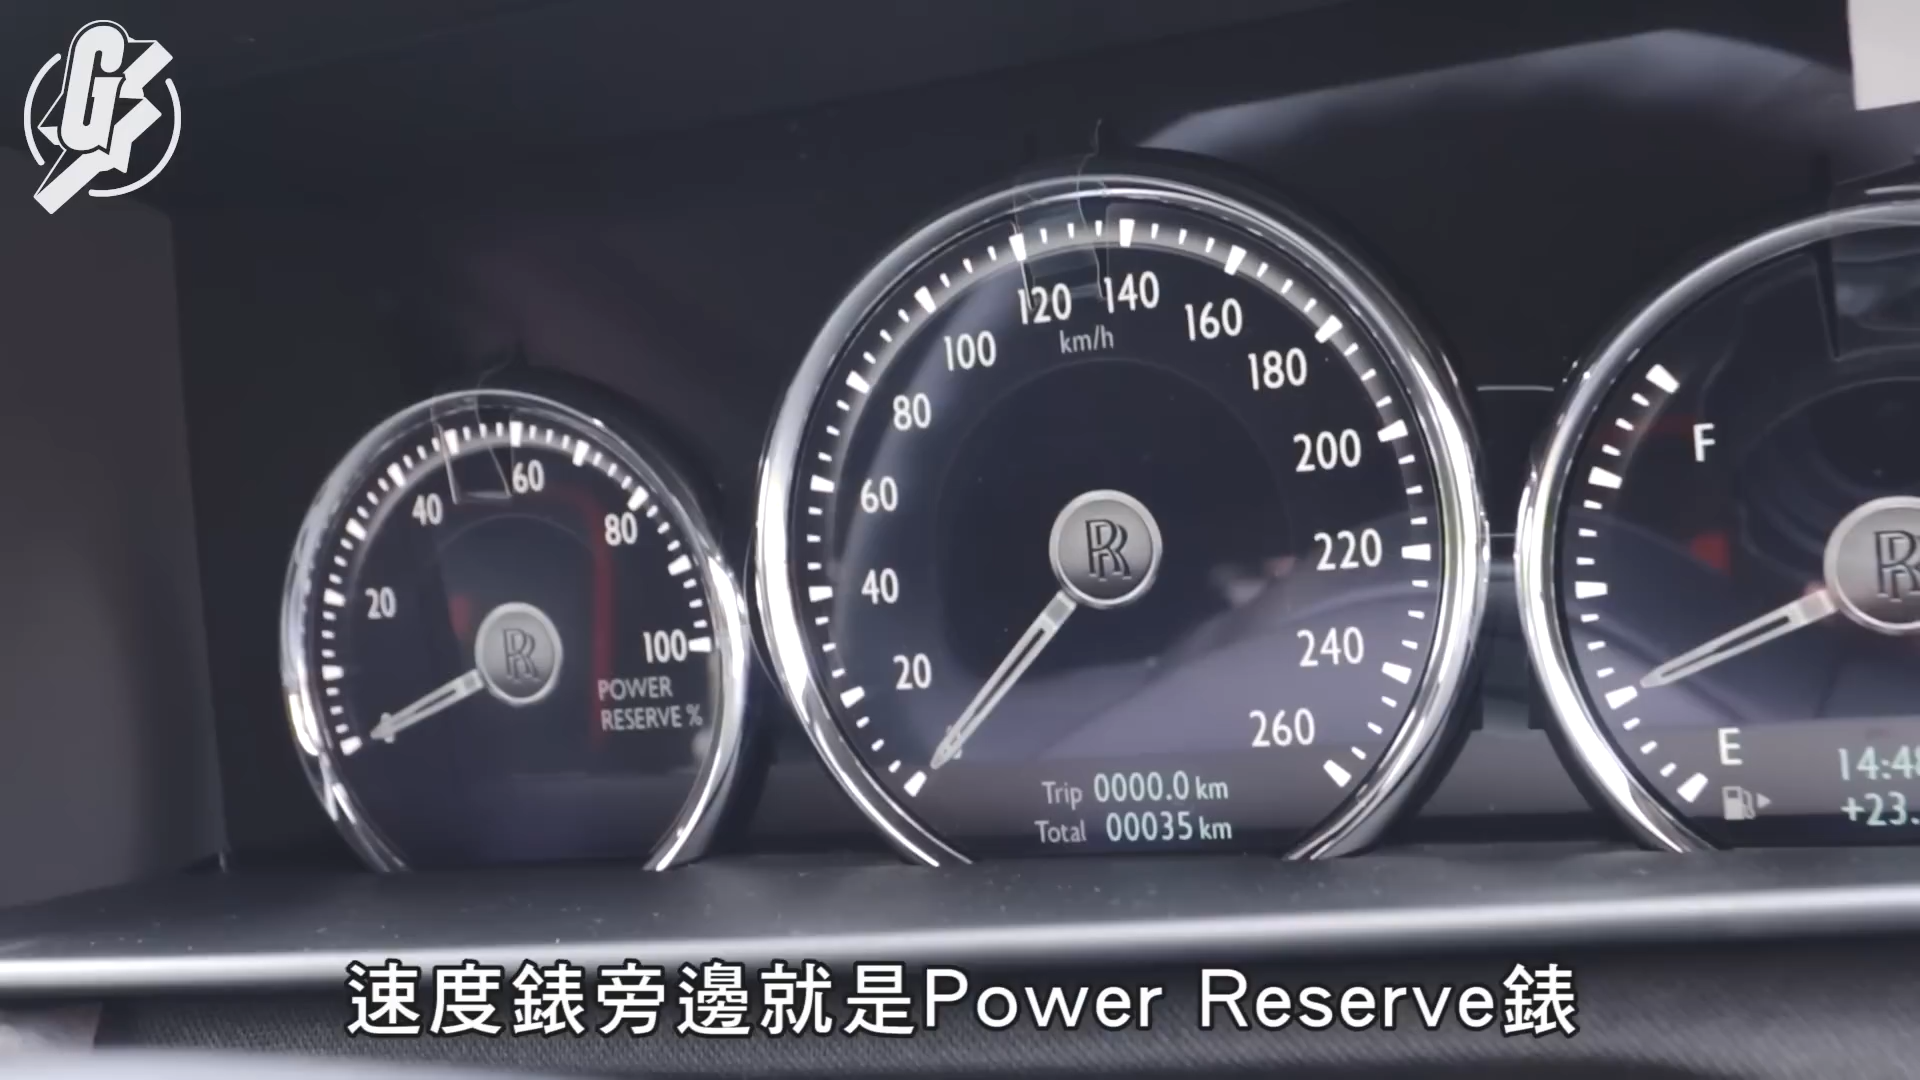 G
20
40
60
80
100
POWER
RESERVE %
20
40
60
80
100
120
140
160
180
200
220
240
260
km/h
Trip 0000.0 km
Total 00035 km
F
E
速度錶旁邊就是Power Reserve錶